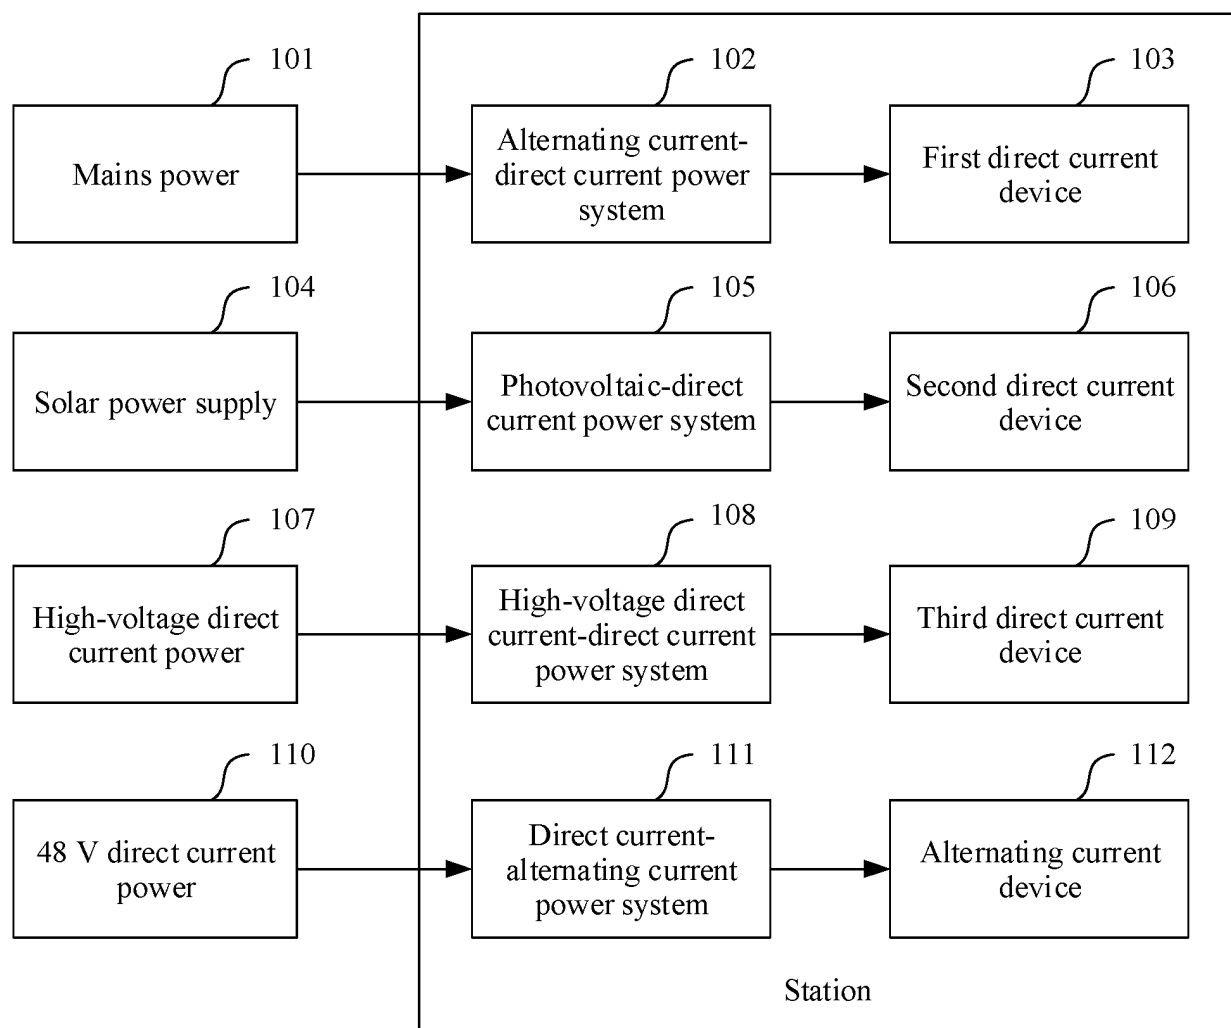 101
102
103
Mains power
Alternating current-
direct current power
system
First direct current
device
104
105
106
Solar power supply
Photovoltaic-direct
current power system
Second direct current
device
107
108
109
High-voltage direct
current power
High-voltage direct
current-direct current
power system
Third direct current
device
110
111
112
48 V direct current
power
Direct current-
alternating current
power system
Alternating current
device
Station